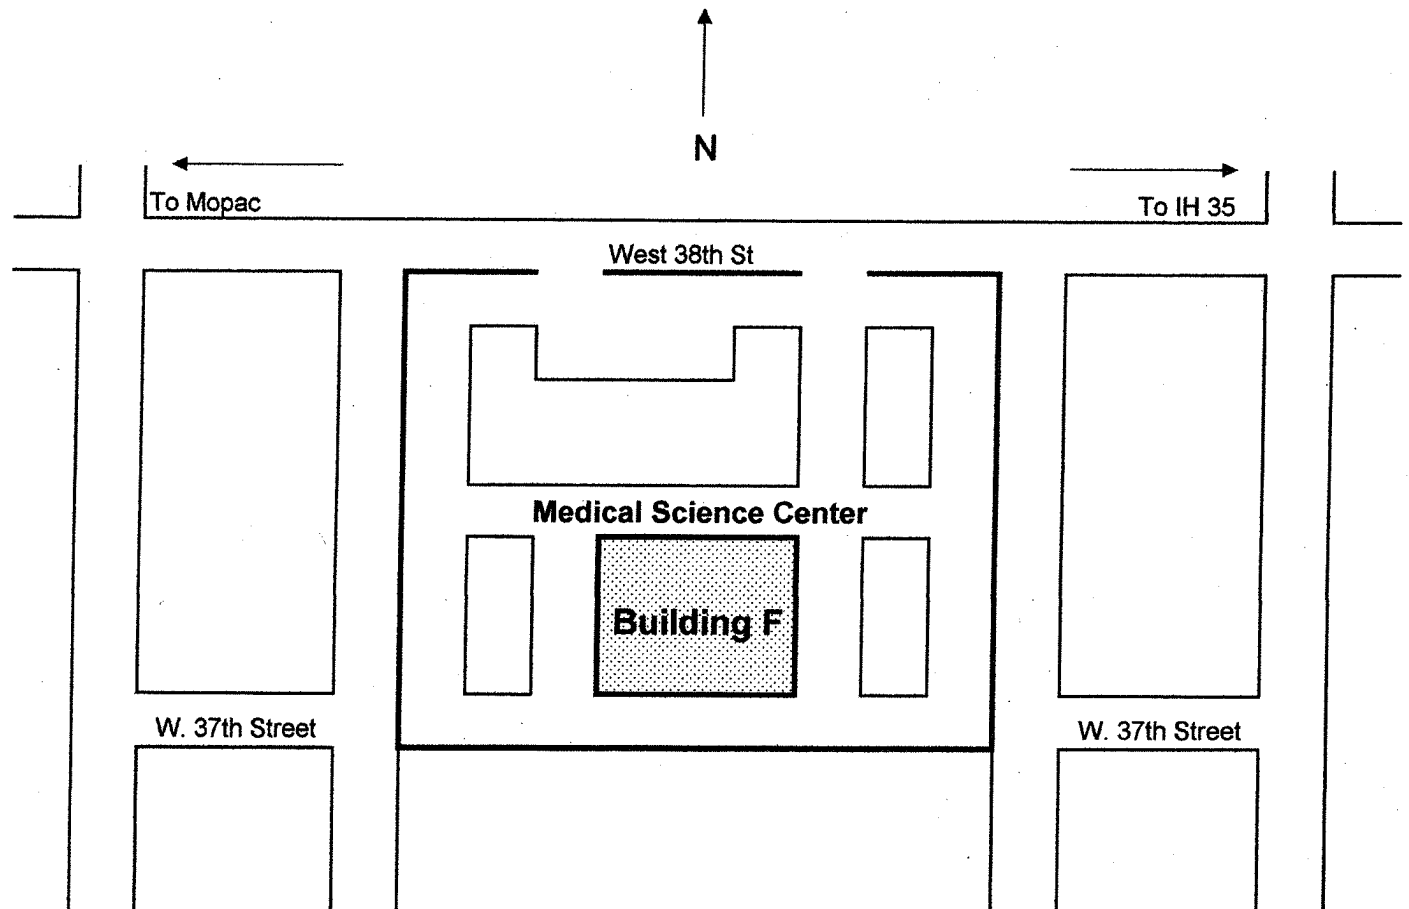 N
To Mopac
To IH 35
West 38th St
Medical Science Center
Building F
W. 37th Street
W. 37th Street